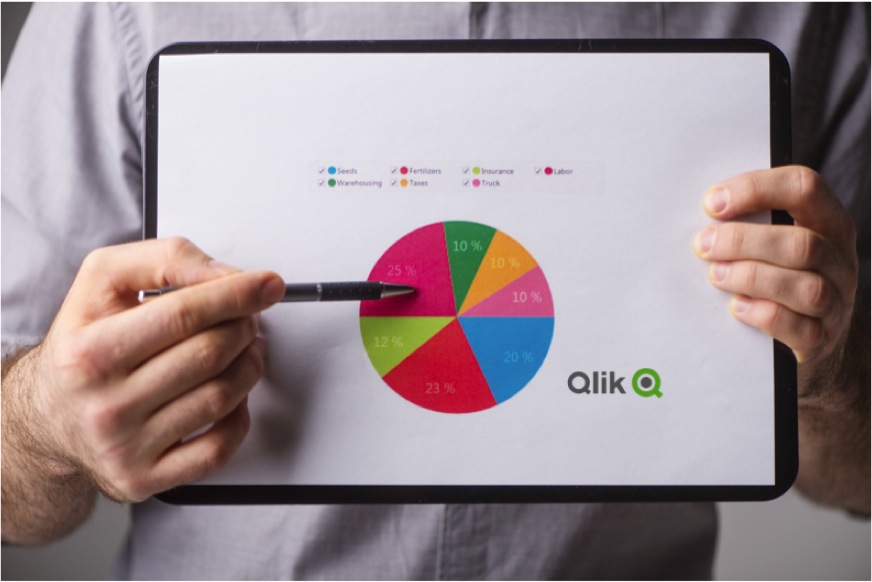 Seeds Fertilizers Insurance Labor
Warehousing Taxes Truck
10 %
25 %
10 %
10 %
12 %
20 %
23 %
Qlik